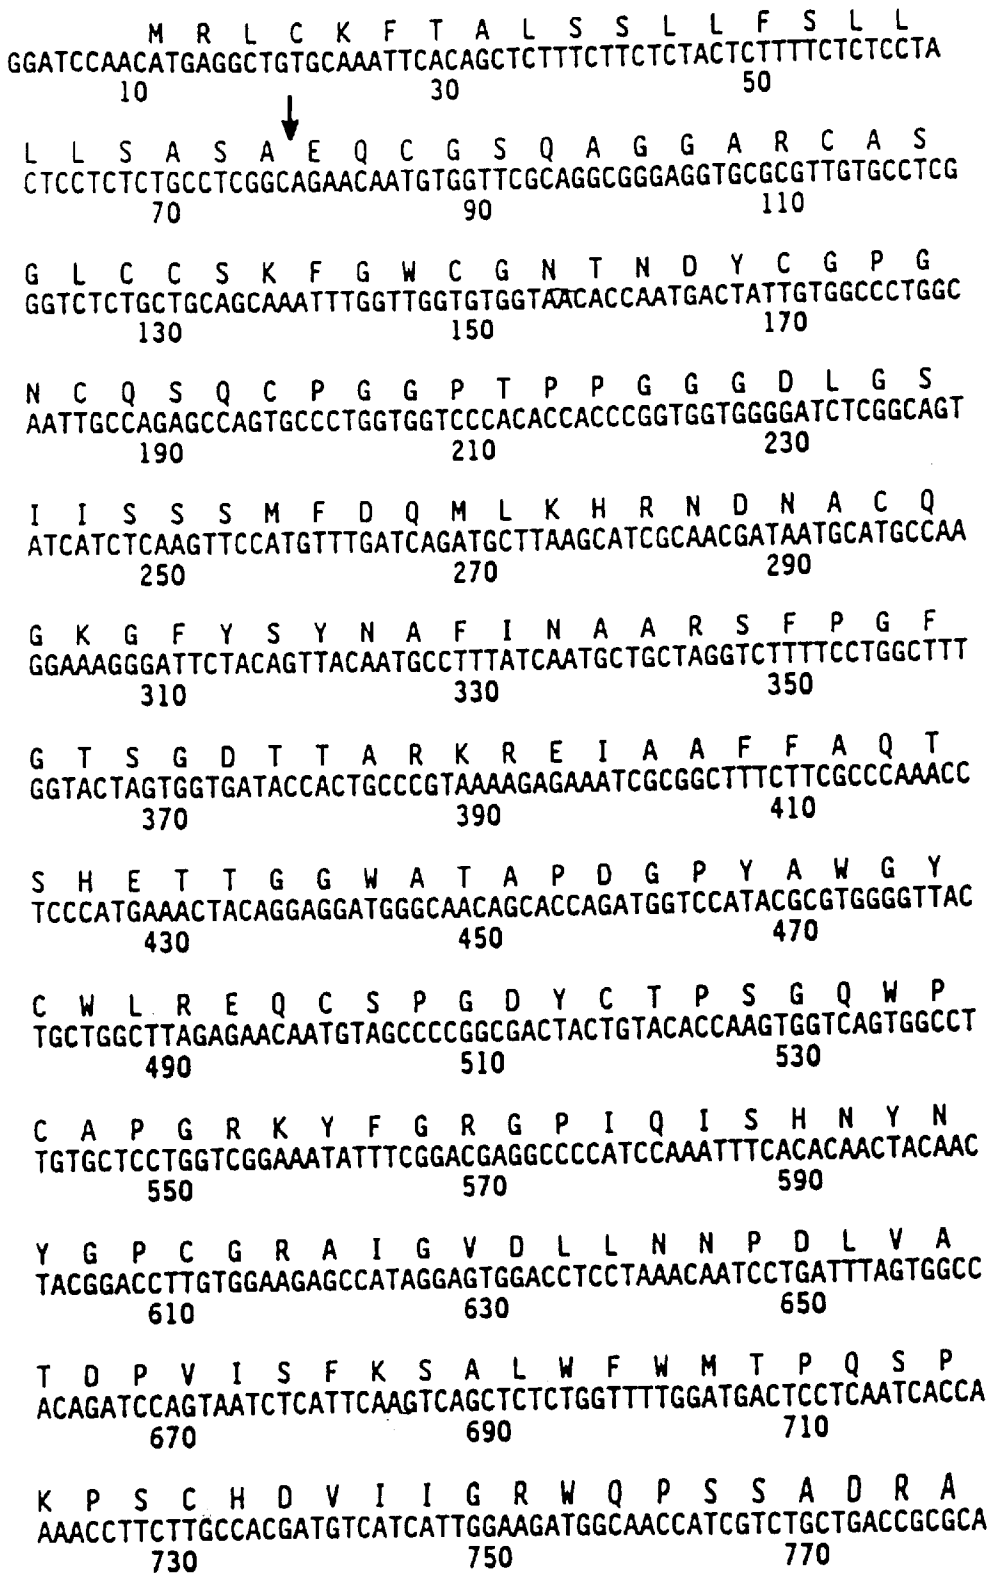 M R L C K F T A L S S L L F S L L
GGATCCAACATGAGGCTGTGCAAATTCACAGCTCTTTCTTCTCTACTCTTTTCTCTCCTA
10 30 50
L L S A S A E Q C G S Q A G G A R C A S
CTCCTCTCTGCCTCGGCAGAACAATGTGGTTCGCAGGCGGGAGGTGCGCGTTGTGCCTCG
70 90 110
G L C C S K F G W C G N T N D Y C G P G
GGTCTCTGCTGCAGCAAATTTGGTTGGTGTGGTAACACCAATGACTATTGTGGCCCTGGC
130 150 170
N C Q S Q C P G G P T P P G G G D L G S
AATTGCCAGAGCCAGTGCCCTGGTGGTCCCACACCACCCGGTGGTGGGGATCTCGGCAGT
190 210 230
I I S S S M F D Q M L K H R N D N A C Q
ATCATCTCAAGTTCCATGTTTGATCAGATGCTTAAGCATCGCAACGATAATGCATGCCAA
250 270 290
G K G F Y S Y N A F I N A A R S F P G F
GGAAAGGGATTCTACAGTTACAATGCCTTTATCAATGCTGCTAGGTCTTTTCCTGGCTTT
310 330 350
G T S G D T T A R K R E I A A F F A Q T
GGTACTAGTGGTGATACCACTGCCCGTAAAAGAGAAATCGCGGCTTTCTTCGCCCAAACC
370 390 410
S H E T T G G W A T A P D G P Y A W G Y
TCCCATGAAACTACAGGAGGATGGGCAACAGCACCAGATGGTCCATACGCGTGGGGTTAC
430 450 470
C W L R E Q C S P G D Y C T P S G Q W P
TGCTGGCTTAGAGAACAATGTAGCCCCGGCGACTACTGTACACCAAGTGGTCAGTGGCCT
490 510 530
C A P G R K Y F G R G P I Q I S H N Y N
TGTGCTCCTGGTCGGAAATATTTCGGACGAGGCCCCATCCAAATTTCACACAACTACAAC
550 570 590
Y G P C G R A I G V D L L N N P D L V A
TACGGACCTTGTGGAAGAGCCATAGGAGTGGACCTCCTAAACAATCCTGATTTAGTGGCC
610 630 650
T D P V I S F K S A L W F W M T P Q S P
ACAGATCCAGTAATCTCATTCAAGTCAGCTCTCTGGTTTTGGATGACTCCTCAATCACCA
670 690 710
K P S C H D V I I G R W Q P S S A D R A
AAACCTTCTTGCCACGATGTCATCATTGGAAGATGGCAACCATCGTCTGCTGACCGCGCA
730 750 770